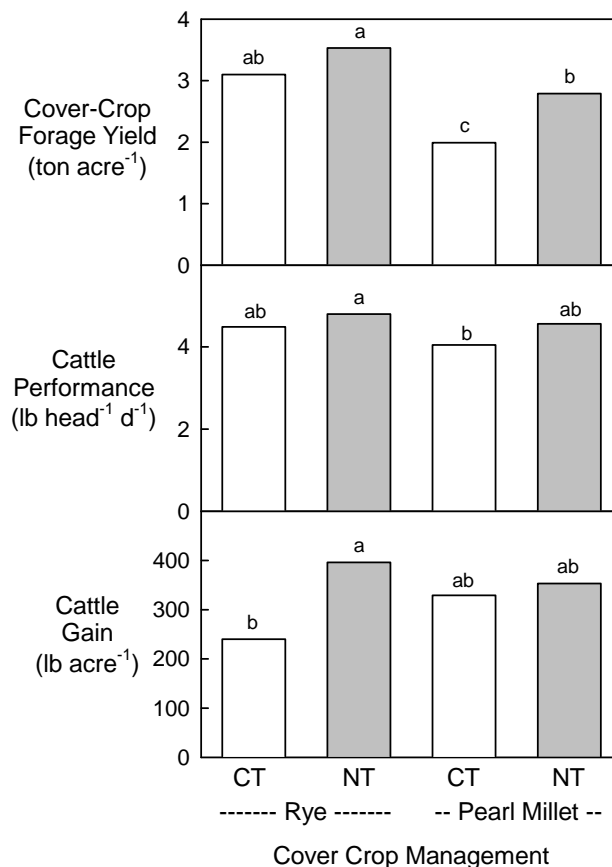 4
3
2
1
0
Cover-Crop
Forage Yield
(ton acre⁻¹)
ab
a
c
b
4
2
0
Cattle
Performance
(lb head⁻¹ d⁻¹)
ab
a
b
ab
400
300
200
100
0
Cattle
Gain
(lb acre⁻¹)
b
a
ab
ab
CT NT CT NT
------- Rye ------- -- Pearl Millet --
Cover Crop Management